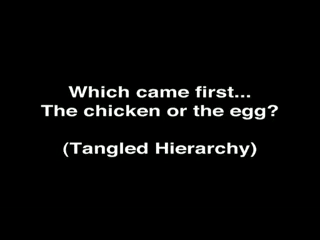 Which came first...
The chicken or the egg?
(Tangled Hierarchy)